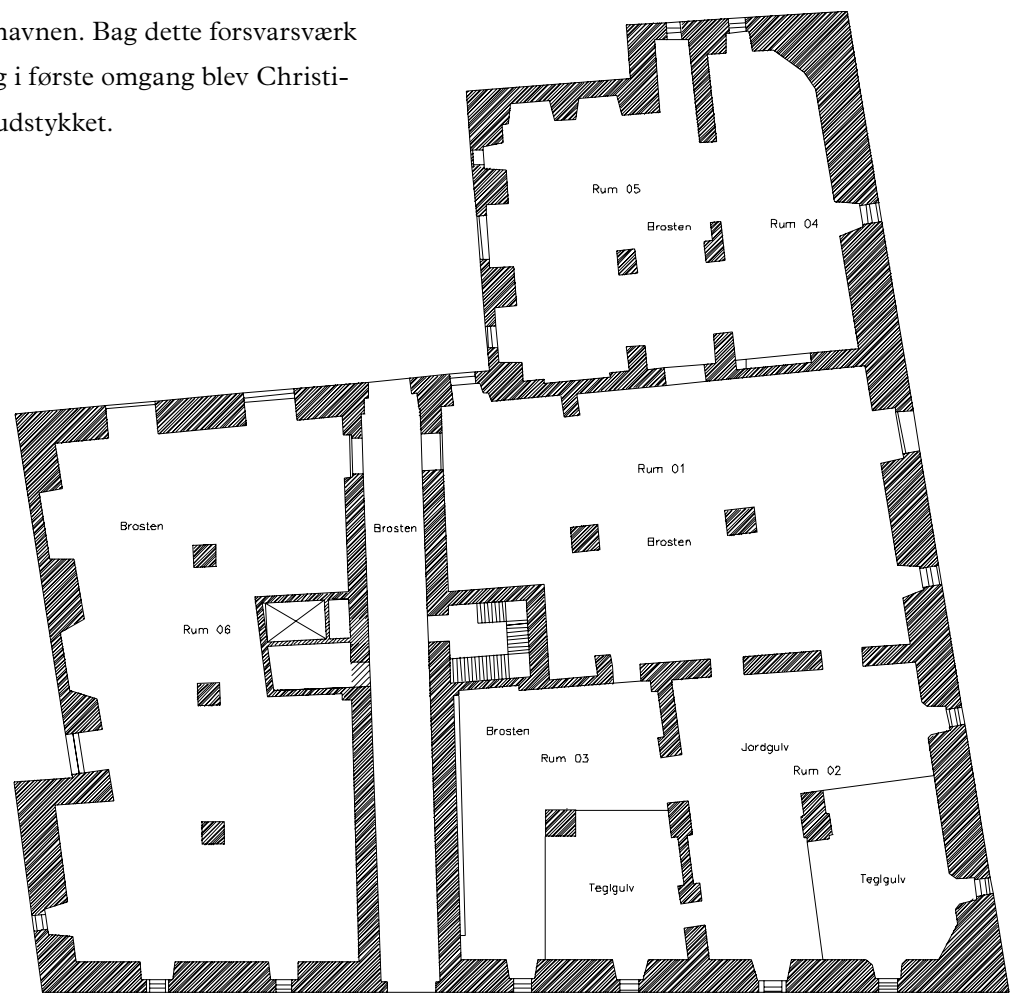 navnen. Bag dette forsvarsværk
g i første omgang blev Christi-
udstykket.
Rum 05
Brosten
Rum 04
Rum 01
Brosten
Brosten
Brosten
Rum 06
Brosten
Rum 03
Jordgulv
Rum 02
Teglgulv
Teglgulv